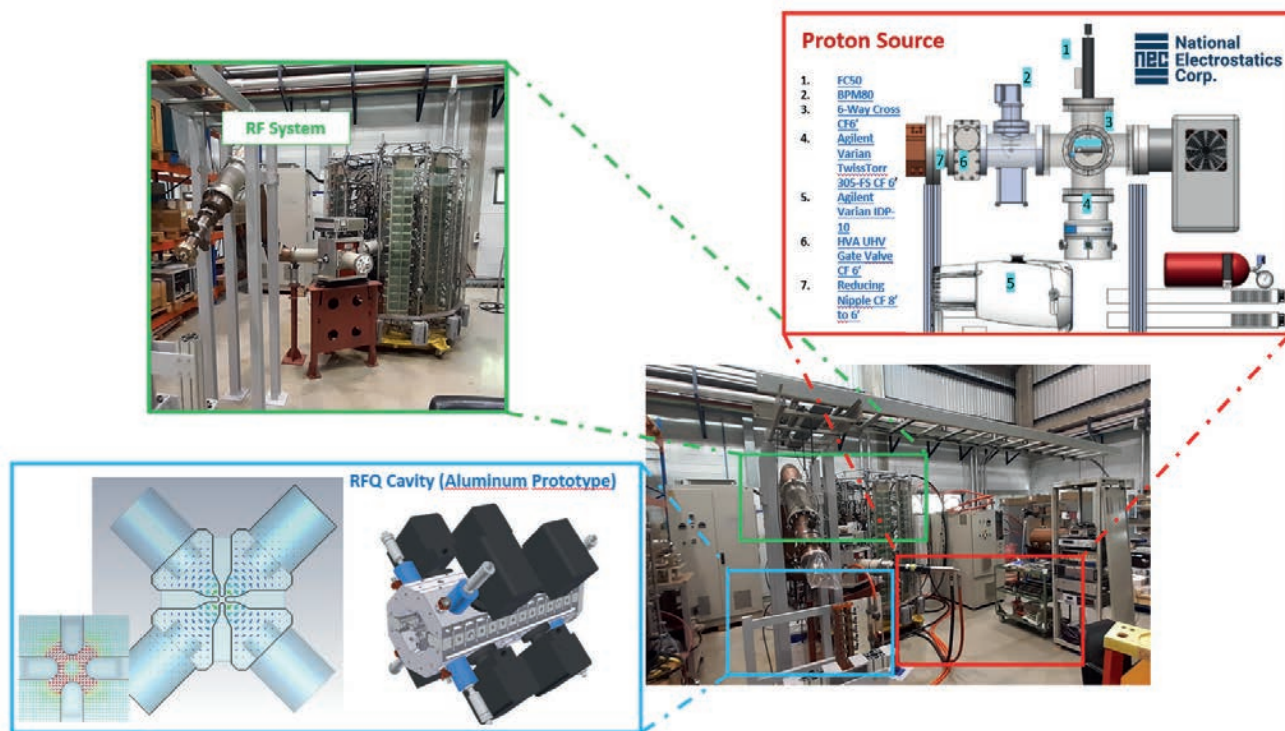 RF System
Proton Source
nec National
Electrostatics
Corp.
1. FC50
2. BPM80
3. 6-Way Cross
CF6'
4. Agilent
Varian
TwissTorr
305-FS CF 6'
5. Agilent
Varian IDP-
10
6. HVA UHV
Gate Valve
CF 6'
7. Reducing
Nipple CF 8'
to 6'
1
2
3
7
6
4
5
RFQ Cavity (Aluminum Prototype)